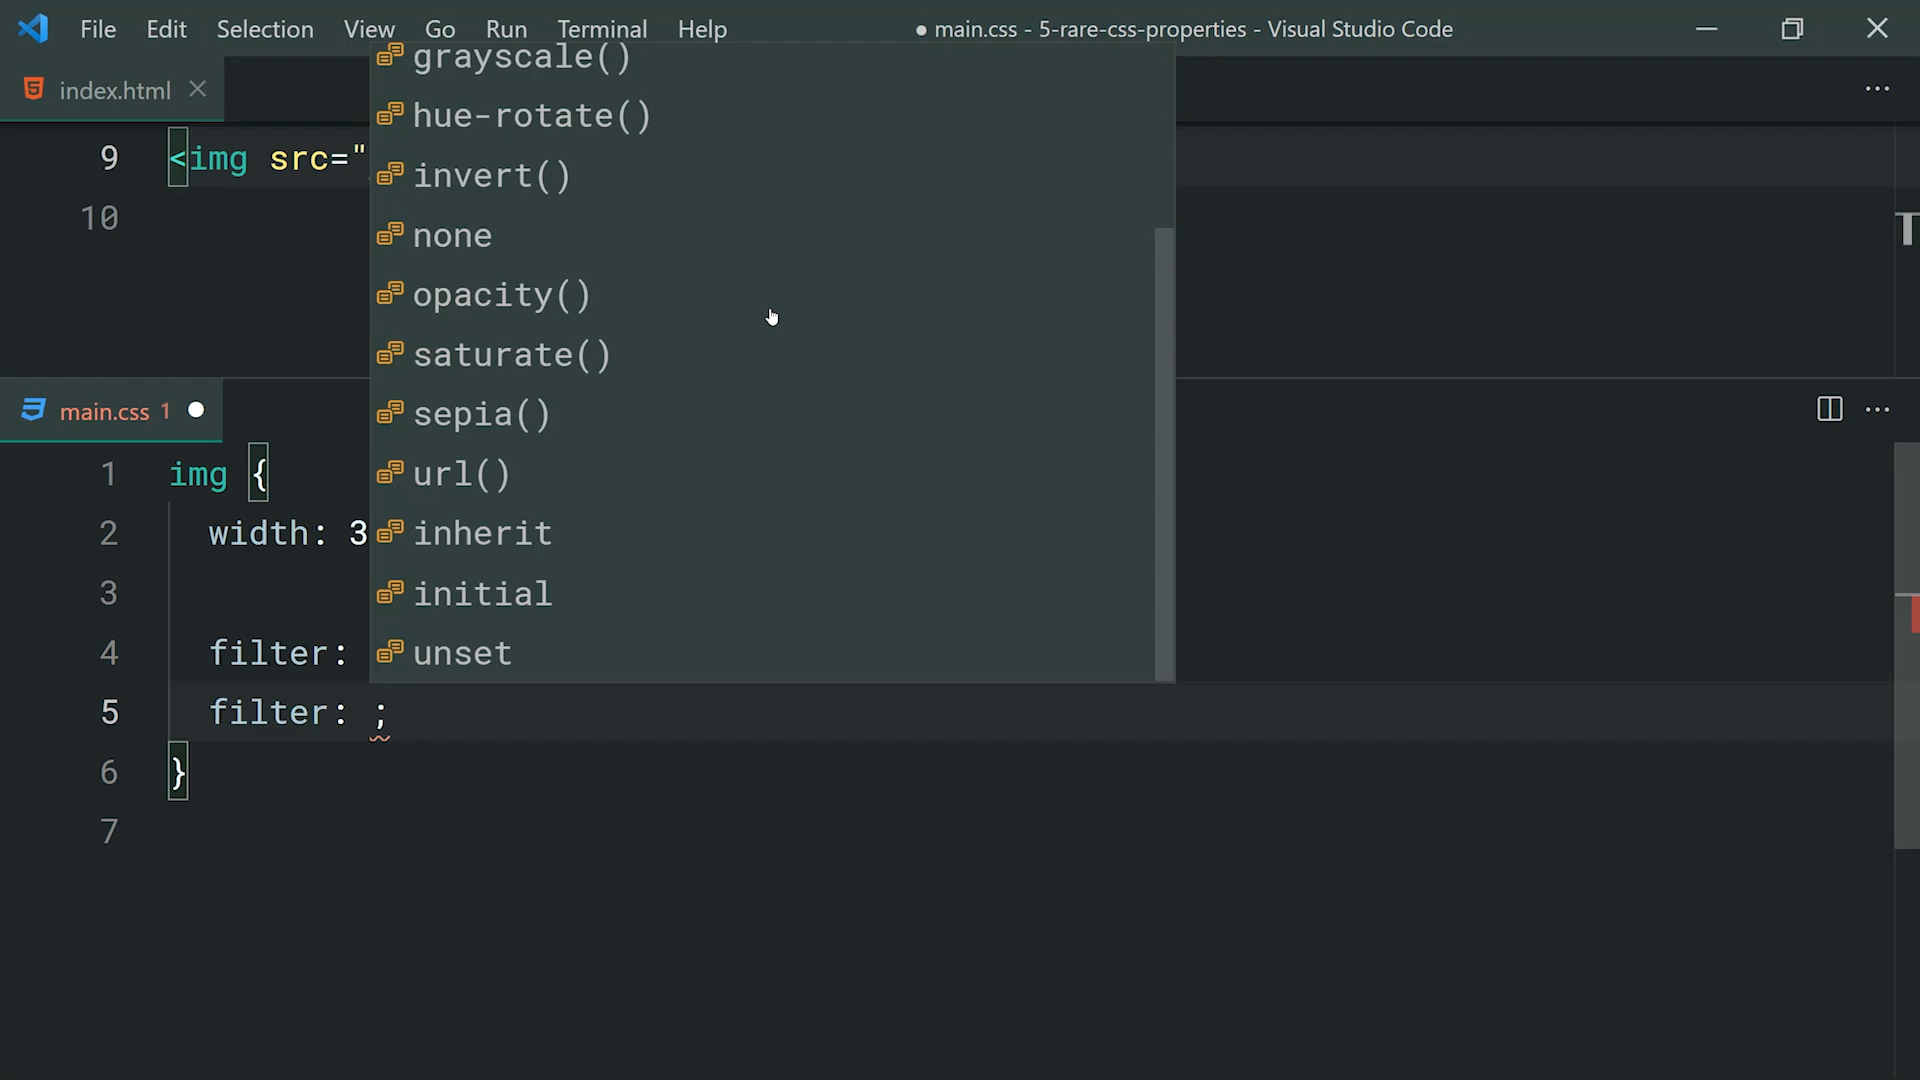 File Edit Selection View Go Run Terminal Help ● main.css - 5-rare-css-properties - Visual Studio Code
index.html
9 <img src="
10
grayscale()
hue-rotate()
invert()
none
opacity()
saturate()
sepia()
url()
inherit
initial
unset
main.css 1
1 img {
2 width: 3
3
4 filter:
5 filter: ;
6 }
7